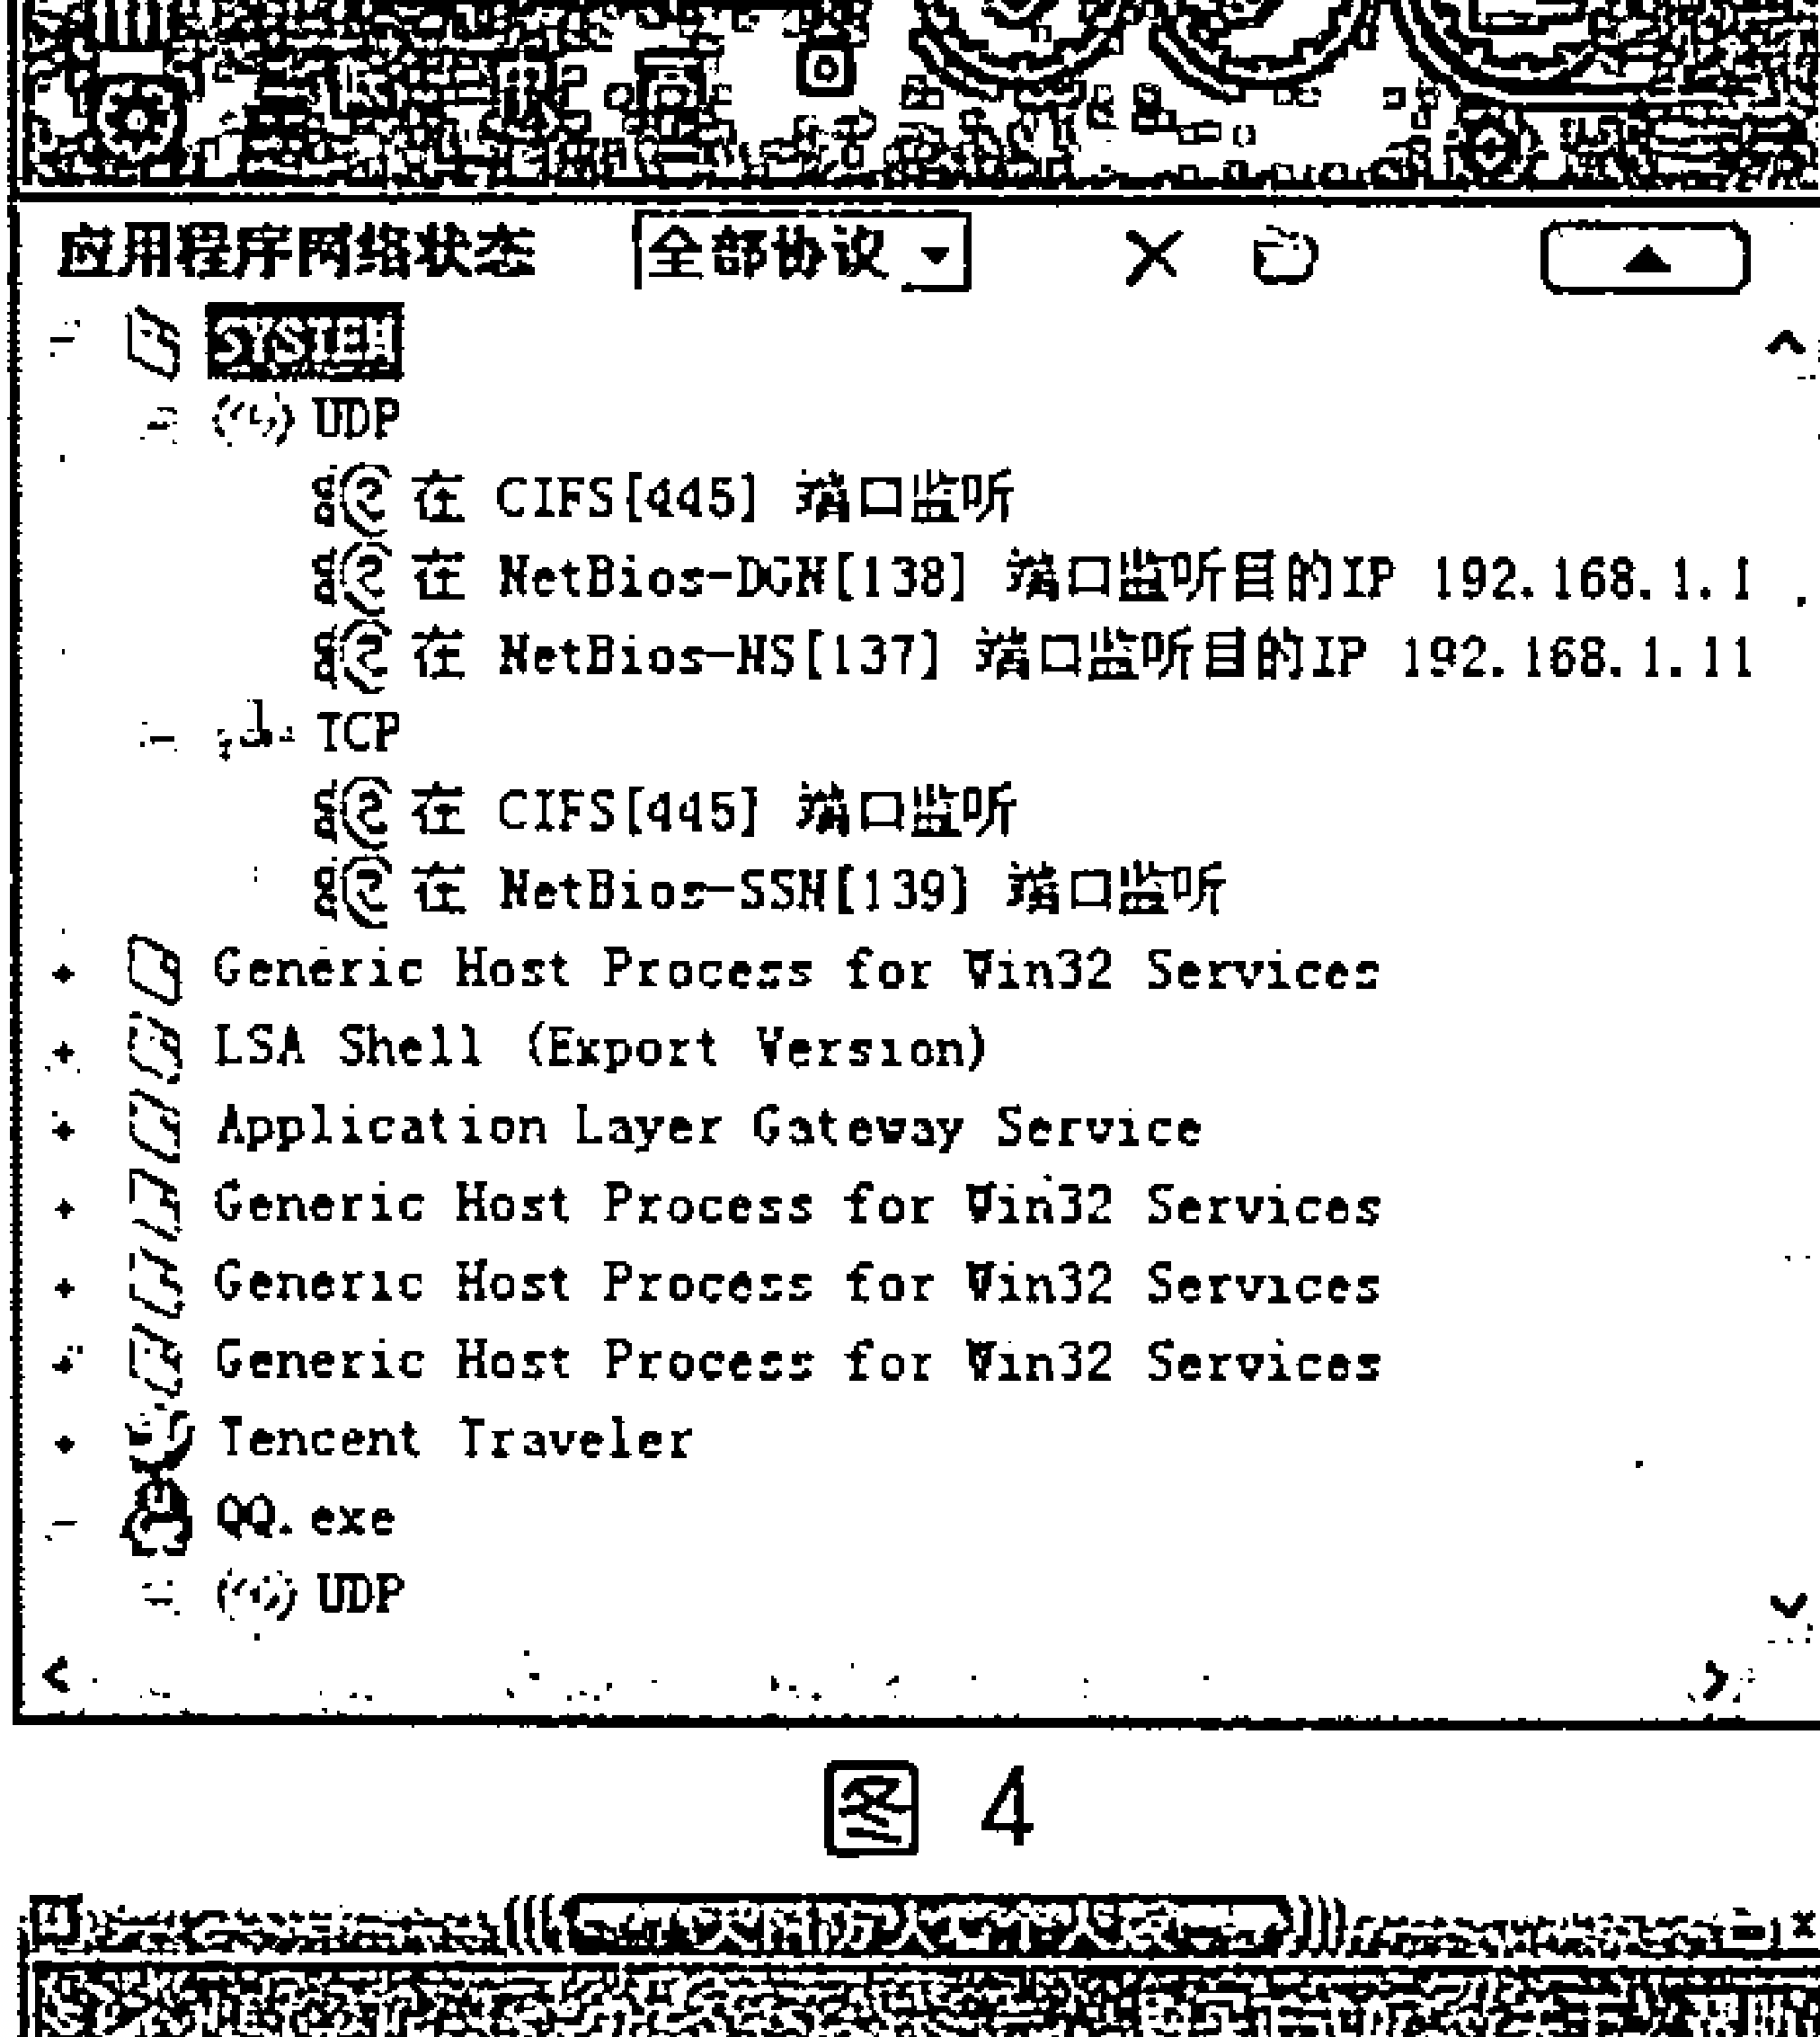 应用程序网络状态 全部协议
SYSTEM
UDP
在 CIFS[445] 端口监听
在 NetBios-DGN[138] 端口监听目的IP 192.168.1.1
在 NetBios-NS[137] 端口监听目的IP 192.168.1.11
TCP
在 CIFS[445] 端口监听
在 NetBios-SSN[139] 端口监听
Generic Host Process for Win32 Services
LSA Shell (Export Version)
Application Layer Gateway Service
Generic Host Process for Win32 Services
Generic Host Process for Win32 Services
Generic Host Process for Win32 Services
Tencent Traveler
QQ.exe
UDP
图 4